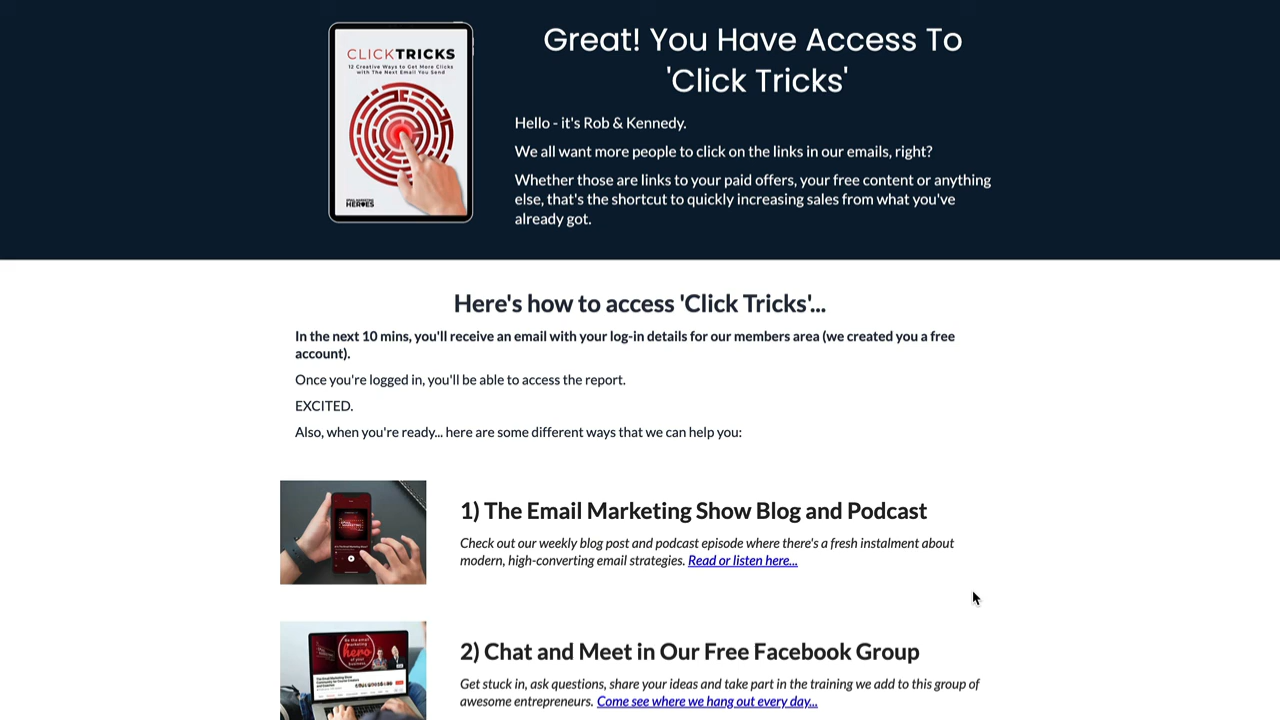 CLICKTRICKS
12 Creative Ways to Get More Clicks
with The Next Email You Send
HEROES
Great! You Have Access To
'Click Tricks'
Hello - it's Rob & Kennedy.
We all want more people to click on the links in our emails, right?
Whether those are links to your paid offers, your free content or anything
else, that's the shortcut to quickly increasing sales from what you've
already got.
Here's how to access 'Click Tricks'...
In the next 10 mins, you'll receive an email with your log-in details for our members area (we created you a free
account).
Once you're logged in, you'll be able to access the report.
EXCITED.
Also, when you're ready... here are some different ways that we can help you:
1) The Email Marketing Show Blog and Podcast
Check out our weekly blog post and podcast episode where there's a fresh instalment about
modern, high-converting email strategies. Read or listen here...
hero
2) Chat and Meet in Our Free Facebook Group
Get stuck in, ask questions, share your ideas and take part in the training we add to this group of
awesome entrepreneurs. Come see where we hang out every day...